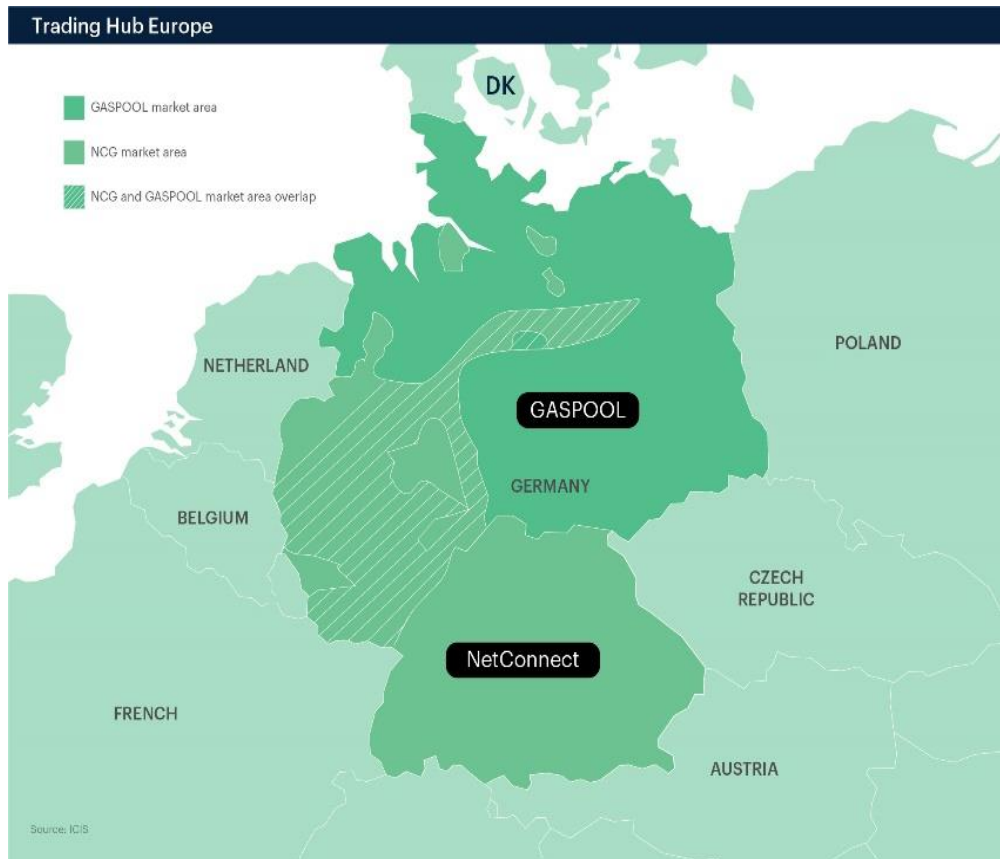 Trading Hub Europe
GASPOOL market area
NCG market area
NCG and GASPOOL market area overlap
DK
NETHERLAND
POLAND
GASPOOL
GERMANY
BELGIUM
CZECH
REPUBLIC
NetConnect
FRENCH
AUSTRIA
Source: ICIS